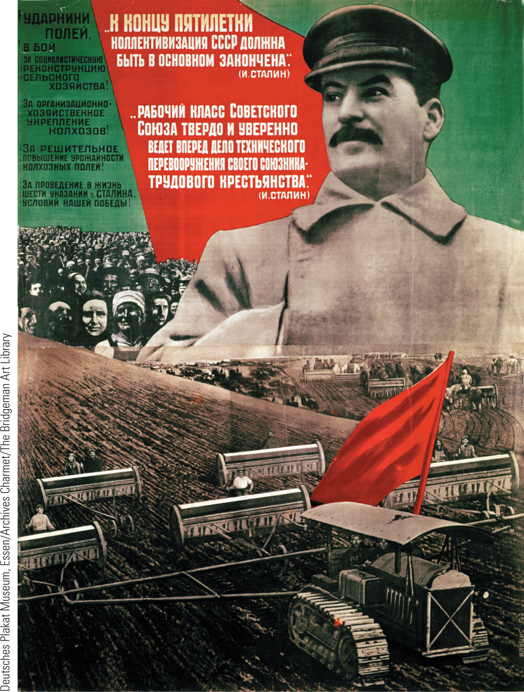 УДАРНИКИ
ПОЛЕЙ,
В БОЙ
ЗА СОЦИАЛИСТИЧЕСКУЮ
РЕКОНСТРУКЦИЮ
СЕЛЬСКОГО
ХОЗЯЙСТВА!
ЗА ОРГАНИЗАЦИОННО-
ХОЗЯЙСТВЕННОЕ
УКРЕПЛЕНИЕ
КОЛХОЗОВ!
ЗА РЕШИТЕЛЬНОЕ
ПОВЫШЕНИЕ УРОЖАЙНОСТИ
КОЛХОЗНЫХ ПОЛЕЙ!
ЗА ПРОВЕДЕНИЕ В ЖИЗНЬ
ШЕСТИ УКАЗАНИИ т. СТАЛИНА,
УСЛОВИЙ НАШЕЙ ПОБЕДЫ!
„К КОНЦУ ПЯТИЛЕТКИ
КОЛЛЕКТИВИЗАЦИЯ СССР ДОЛЖНА
БЫТЬ В ОСНОВНОМ ЗАКОНЧЕНА".
(И.СТАЛИН)
„РАБОЧИЙ КЛАСС СОВЕТСКОГО
СОЮЗА ТВЕРДО И УВЕРЕННО
ВЕДЕТ ВПЕРЕД ДЕЛО ТЕХНИЧЕСКОГО
ПЕРЕВООРУЖЕНИЯ СВОЕГО СОЮЗНИКА-
ТРУДОВОГО КРЕСТЬЯНСТВА".
(И.СТАЛИН)
Deutsches Plakat Museum, Essen/Archives Charmet/The Bridgeman Art Library